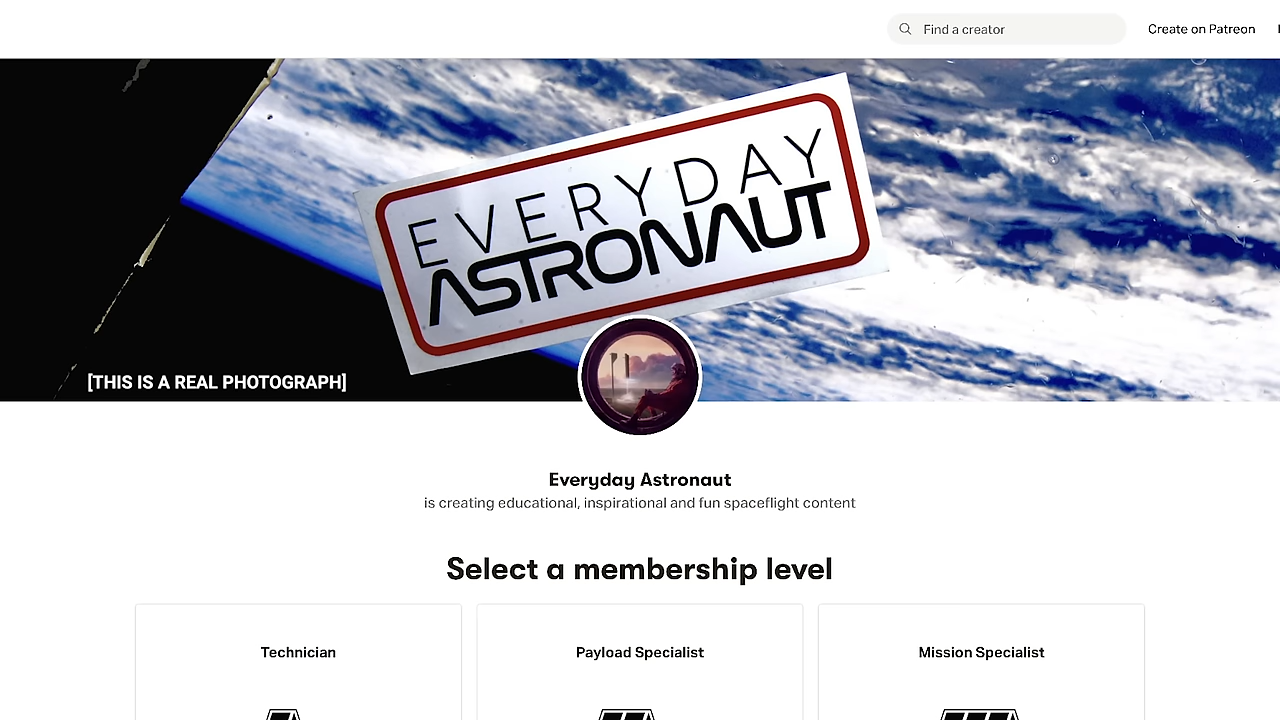 Find a creator
Create on Patreon
EVERYDAY
ASTRONAUT
[THIS IS A REAL PHOTOGRAPH]
Everyday Astronaut
is creating educational, inspirational and fun spaceflight content
Select a membership level
Technician
Payload Specialist
Mission Specialist